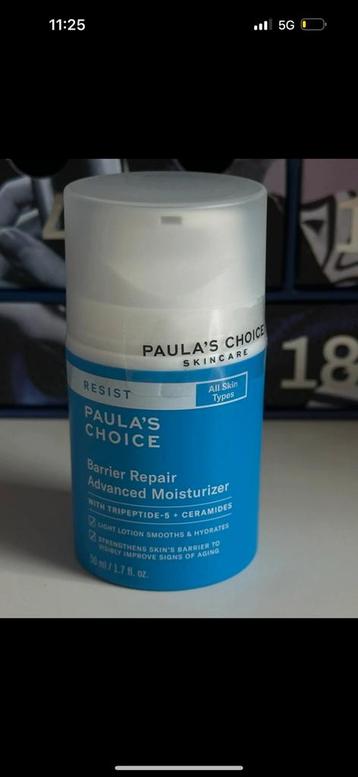 11:25
5G
PAULA'S CHOICE
SKINCARE
RESIST
All Skin
Types
PAULA'S
CHOICE
Barrier Repair
Advanced Moisturizer
WITH TRIPEPTIDE-5 + CERAMIDES
LIGHT LOTION SMOOTHS & HYDRATES
STRENGTHENS SKIN'S BARRIER TO
VISIBLY IMPROVE SIGNS OF AGING
50 ml / 1.7 fl. oz.
18